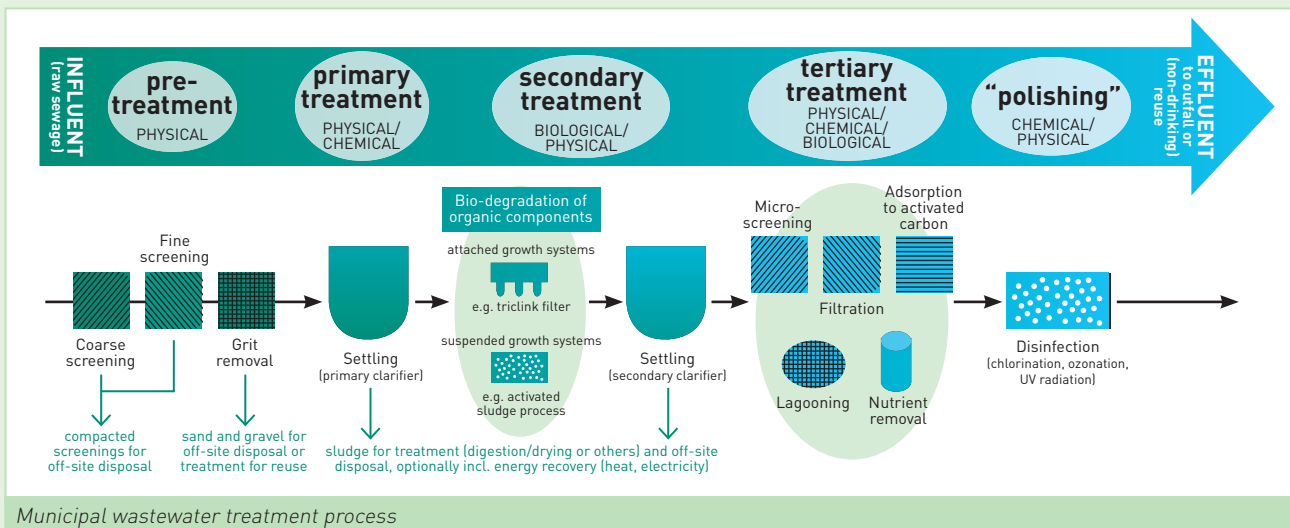 INFLUENT
(raw sewage)
pre-
treatment
PHYSICAL
primary
treatment
PHYSICAL/
CHEMICAL
secondary
treatment
BIOLOGICAL/
PHYSICAL
tertiary
treatment
PHYSICAL/
CHEMICAL/
BIOLOGICAL
“polishing”
CHEMICAL/
PHYSICAL
EFFLUENT
to outfall or
(non-drinking)
reuse
Coarse
screening
Fine
screening
Grit
removal
compacted
screenings for
off-site disposal
sand and gravel for
off-site disposal or
treatment for reuse
Settling
(primary clarifier)
Bio-degradation of
organic components
attached growth systems
e.g. triclink filter
suspended growth systems
e.g. activated
sludge process
Settling
(secondary clarifier)
sludge for treatment (digestion/drying or others) and off-site
disposal, optionally incl. energy recovery (heat, electricity)
Micro-
screening
Adsorption
to activated
carbon
Filtration
Lagooning
Nutrient
removal
Disinfection
(chlorination, ozonation,
UV radiation)
Municipal wastewater treatment process